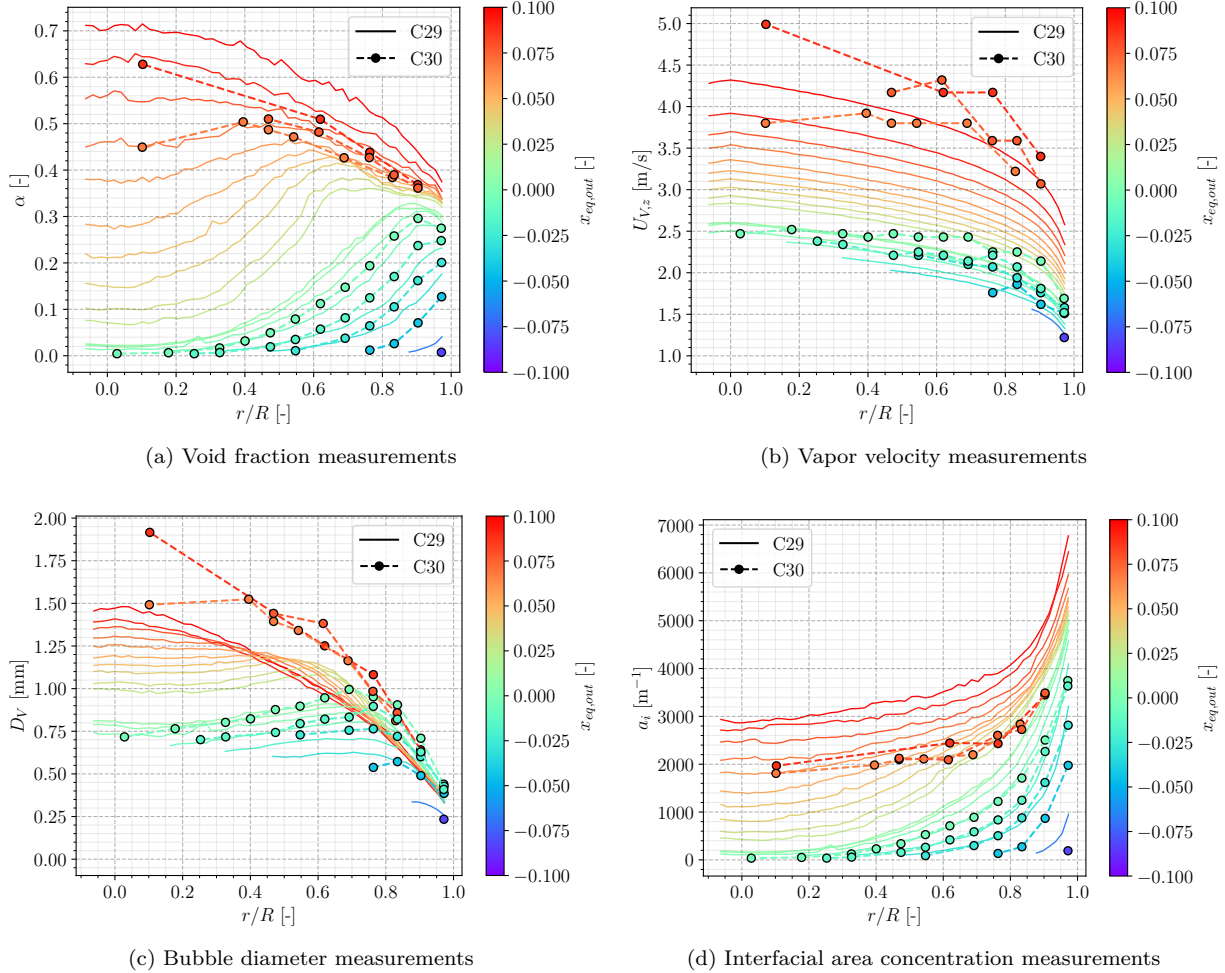 0.7
0.6
0.5
0.4
0.3
0.2
0.1
0.0
α [-]
0.0 0.2 0.4 0.6 0.8 1.0
r/R [-]
C29
C30
0.100
0.075
0.050
0.025
0.000
−0.025
−0.050
−0.075
−0.100
x_{eq,out} [-]
(a) Void fraction measurements
5.0
4.5
4.0
3.5
3.0
2.5
2.0
1.5
1.0
U_{V,z} [m/s]
0.0 0.2 0.4 0.6 0.8 1.0
r/R [-]
C29
C30
0.100
0.075
0.050
0.025
0.000
−0.025
−0.050
−0.075
−0.100
x_{eq,out} [-]
(b) Vapor velocity measurements
2.00
1.75
1.50
1.25
1.00
0.75
0.50
0.25
0.00
D_V [mm]
0.0 0.2 0.4 0.6 0.8 1.0
r/R [-]
C29
C30
0.100
0.075
0.050
0.025
0.000
−0.025
−0.050
−0.075
−0.100
x_{eq,out} [-]
(c) Bubble diameter measurements
7000
6000
5000
4000
3000
2000
1000
0
a_i [m⁻¹]
0.0 0.2 0.4 0.6 0.8 1.0
r/R [-]
C29
C30
0.100
0.075
0.050
0.025
0.000
−0.025
−0.050
−0.075
−0.100
x_{eq,out} [-]
(d) Interfacial area concentration measurements